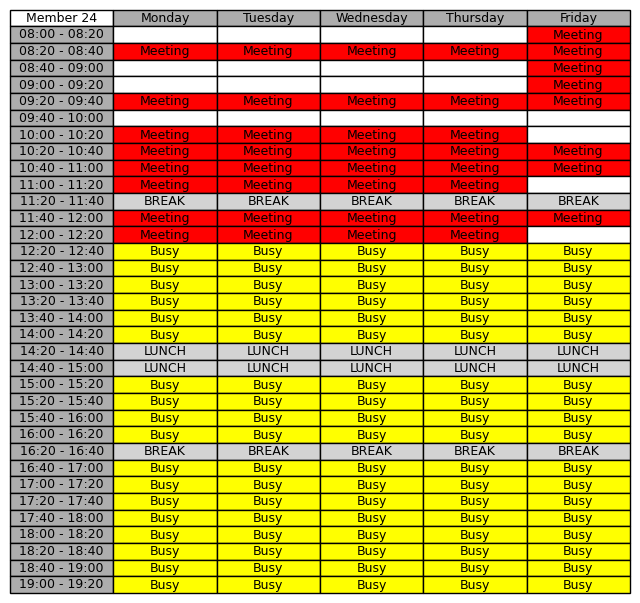 Member 24 Monday Tuesday Wednesday Thursday Friday
08:00 - 08:20 Meeting
08:20 - 08:40 Meeting Meeting Meeting Meeting Meeting
08:40 - 09:00 Meeting
09:00 - 09:20 Meeting
09:20 - 09:40 Meeting Meeting Meeting Meeting Meeting
09:40 - 10:00
10:00 - 10:20 Meeting Meeting Meeting Meeting
10:20 - 10:40 Meeting Meeting Meeting Meeting Meeting
10:40 - 11:00 Meeting Meeting Meeting Meeting Meeting
11:00 - 11:20 Meeting Meeting Meeting Meeting
11:20 - 11:40 BREAK BREAK BREAK BREAK BREAK
11:40 - 12:00 Meeting Meeting Meeting Meeting Meeting
12:00 - 12:20 Meeting Meeting Meeting Meeting
12:20 - 12:40 Busy Busy Busy Busy Busy
12:40 - 13:00 Busy Busy Busy Busy Busy
13:00 - 13:20 Busy Busy Busy Busy Busy
13:20 - 13:40 Busy Busy Busy Busy Busy
13:40 - 14:00 Busy Busy Busy Busy Busy
14:00 - 14:20 Busy Busy Busy Busy Busy
14:20 - 14:40 LUNCH LUNCH LUNCH LUNCH LUNCH
14:40 - 15:00 LUNCH LUNCH LUNCH LUNCH LUNCH
15:00 - 15:20 Busy Busy Busy Busy Busy
15:20 - 15:40 Busy Busy Busy Busy Busy
15:40 - 16:00 Busy Busy Busy Busy Busy
16:00 - 16:20 Busy Busy Busy Busy Busy
16:20 - 16:40 BREAK BREAK BREAK BREAK BREAK
16:40 - 17:00 Busy Busy Busy Busy Busy
17:00 - 17:20 Busy Busy Busy Busy Busy
17:20 - 17:40 Busy Busy Busy Busy Busy
17:40 - 18:00 Busy Busy Busy Busy Busy
18:00 - 18:20 Busy Busy Busy Busy Busy
18:20 - 18:40 Busy Busy Busy Busy Busy
18:40 - 19:00 Busy Busy Busy Busy Busy
19:00 - 19:20 Busy Busy Busy Busy Busy